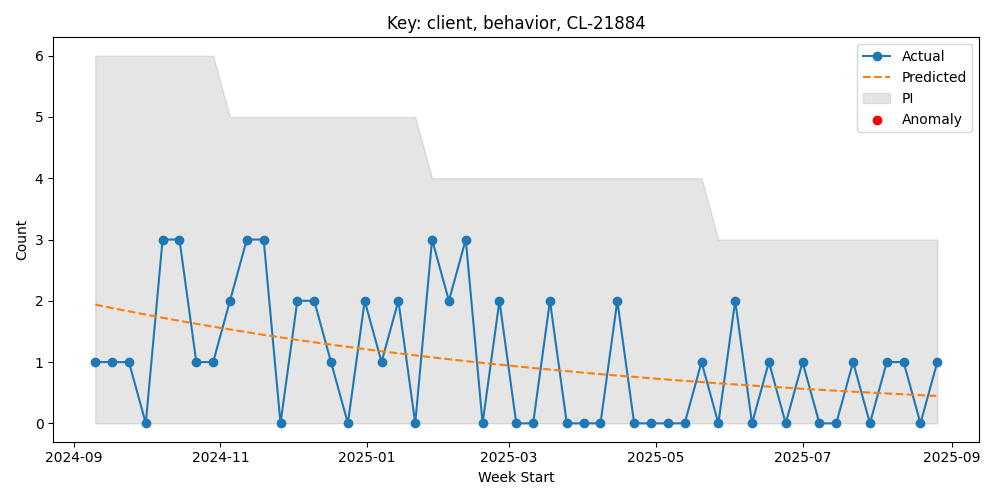 Key: client, behavior, CL-21884
Actual
Predicted
PI
Anomaly
Count
6
5
4
3
2
1
0
2024-09
2024-11
2025-01
2025-03
2025-05
2025-07
2025-09
Week Start